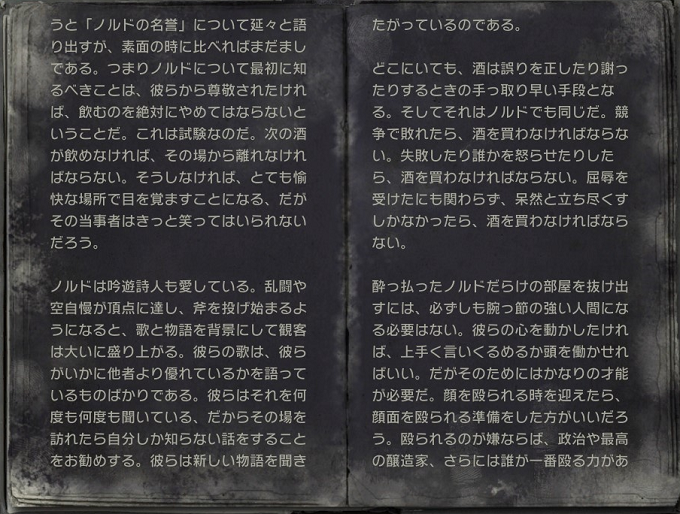 うと「ノルドの名誉」について延々と語
り出すが、素面の時に比べればまだまし
である。つまりノルドについて最初に知
るべきことは、彼らから尊敬されたけれ
ば、飲むのを絶対にやめてはならないと
いうことだ。これは試験なのだ。次の酒
が飲めなければ、その場から離れなけれ
ばならない。そうしなければ、とても愉
快な場所で目を覚ますことになる、だが
その当事者はきっと笑ってはいられない
だろう。

ノルドは吟遊詩人も愛している。乱闘や
空自慢が頂点に達し、斧を投げ始まるよ
うになると、歌と物語を背景にして観客
は大いに盛り上がる。彼らの歌は、彼ら
がいかに他者より優れているかを語って
いるものばかりである。彼らはそれを何
度も何度も聞いている、だからその場を
訪れたら自分しか知らない話をすること
をお勧めする。彼らは新しい物語を聞き
たがっているのである。

どこにいても、酒は誤りを正したり謝っ
たりするときの手っ取り早い手段とな
る。そしてそれはノルドでも同じだ。競
争で敗れたら、酒を買わなければならな
い。失敗したり誰かを怒らせたりした
ら、酒を買わなければならない。屈辱を
受けたにも関わらず、呆然と立ち尽くす
しかなかったら、酒を買わなければなら
ない。

酔っ払ったノルドだらけの部屋を抜け出
すには、必ずしも腕っ節の強い人間にな
る必要はない。彼らの心を動かしたけれ
ば、上手く言いくるめるか頭を働かせれ
ばいい。だがそのためにはかなりの才能
が必要だ。顔を殴られる時を迎えたら、
顔面を殴られる準備をした方がいいだろ
う。殴られるのが嫌ならば、政治や最高
の醸造家、さらには誰が一番殴る力があ